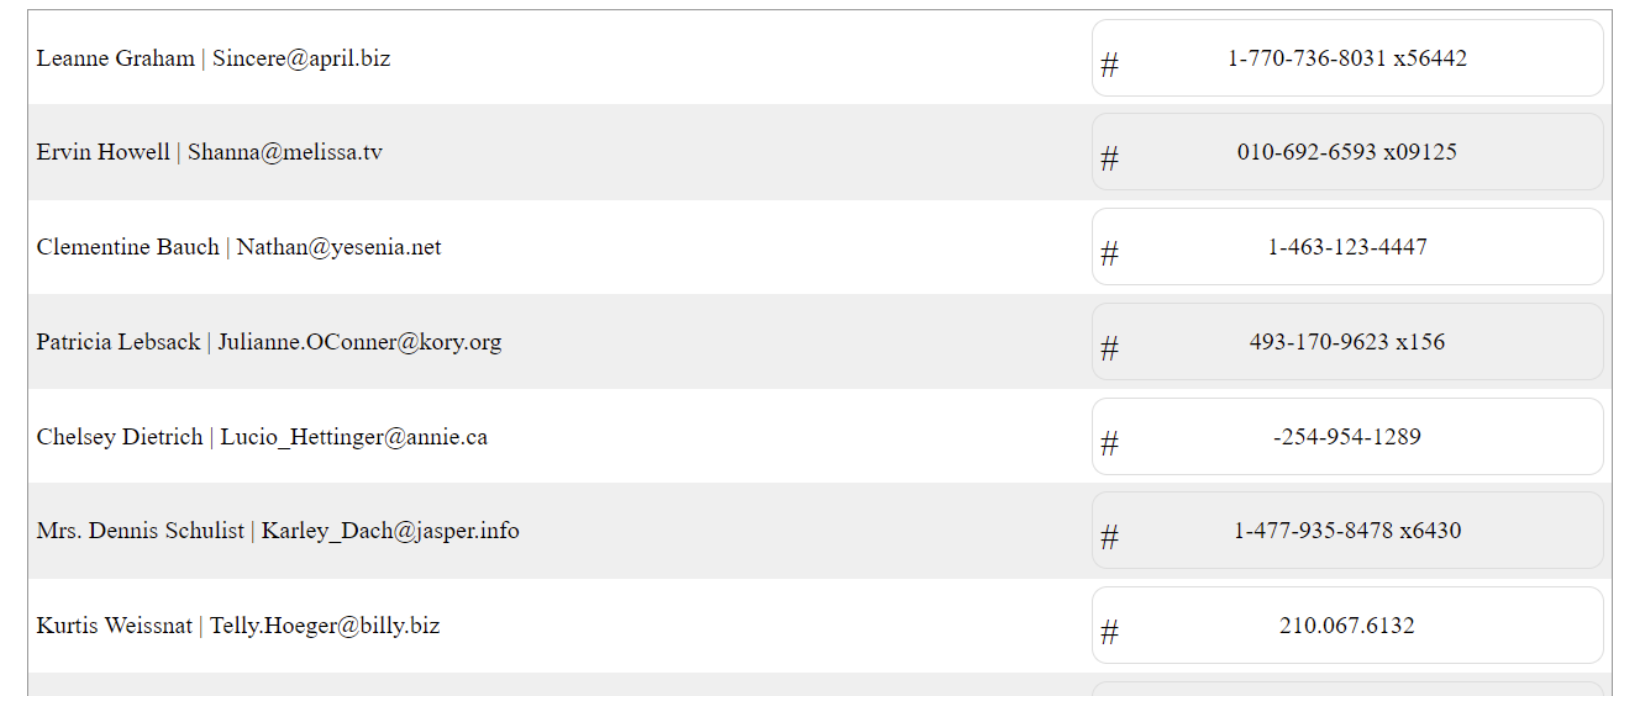 Leanne Graham | Sincere@april.biz # 1-770-736-8031 x56442
Ervin Howell | Shanna@melissa.tv # 010-692-6593 x09125
Clementine Bauch | Nathan@yesenia.net # 1-463-123-4447
Patricia Lebsack | Julianne.OConner@kory.org # 493-170-9623 x156
Chelsey Dietrich | Lucio_Hettinger@annie.ca # -254-954-1289
Mrs. Dennis Schulist | Karley_Dach@jasper.info # 1-477-935-8478 x6430
Kurtis Weissnat | Telly.Hoeger@billy.biz # 210.067.6132